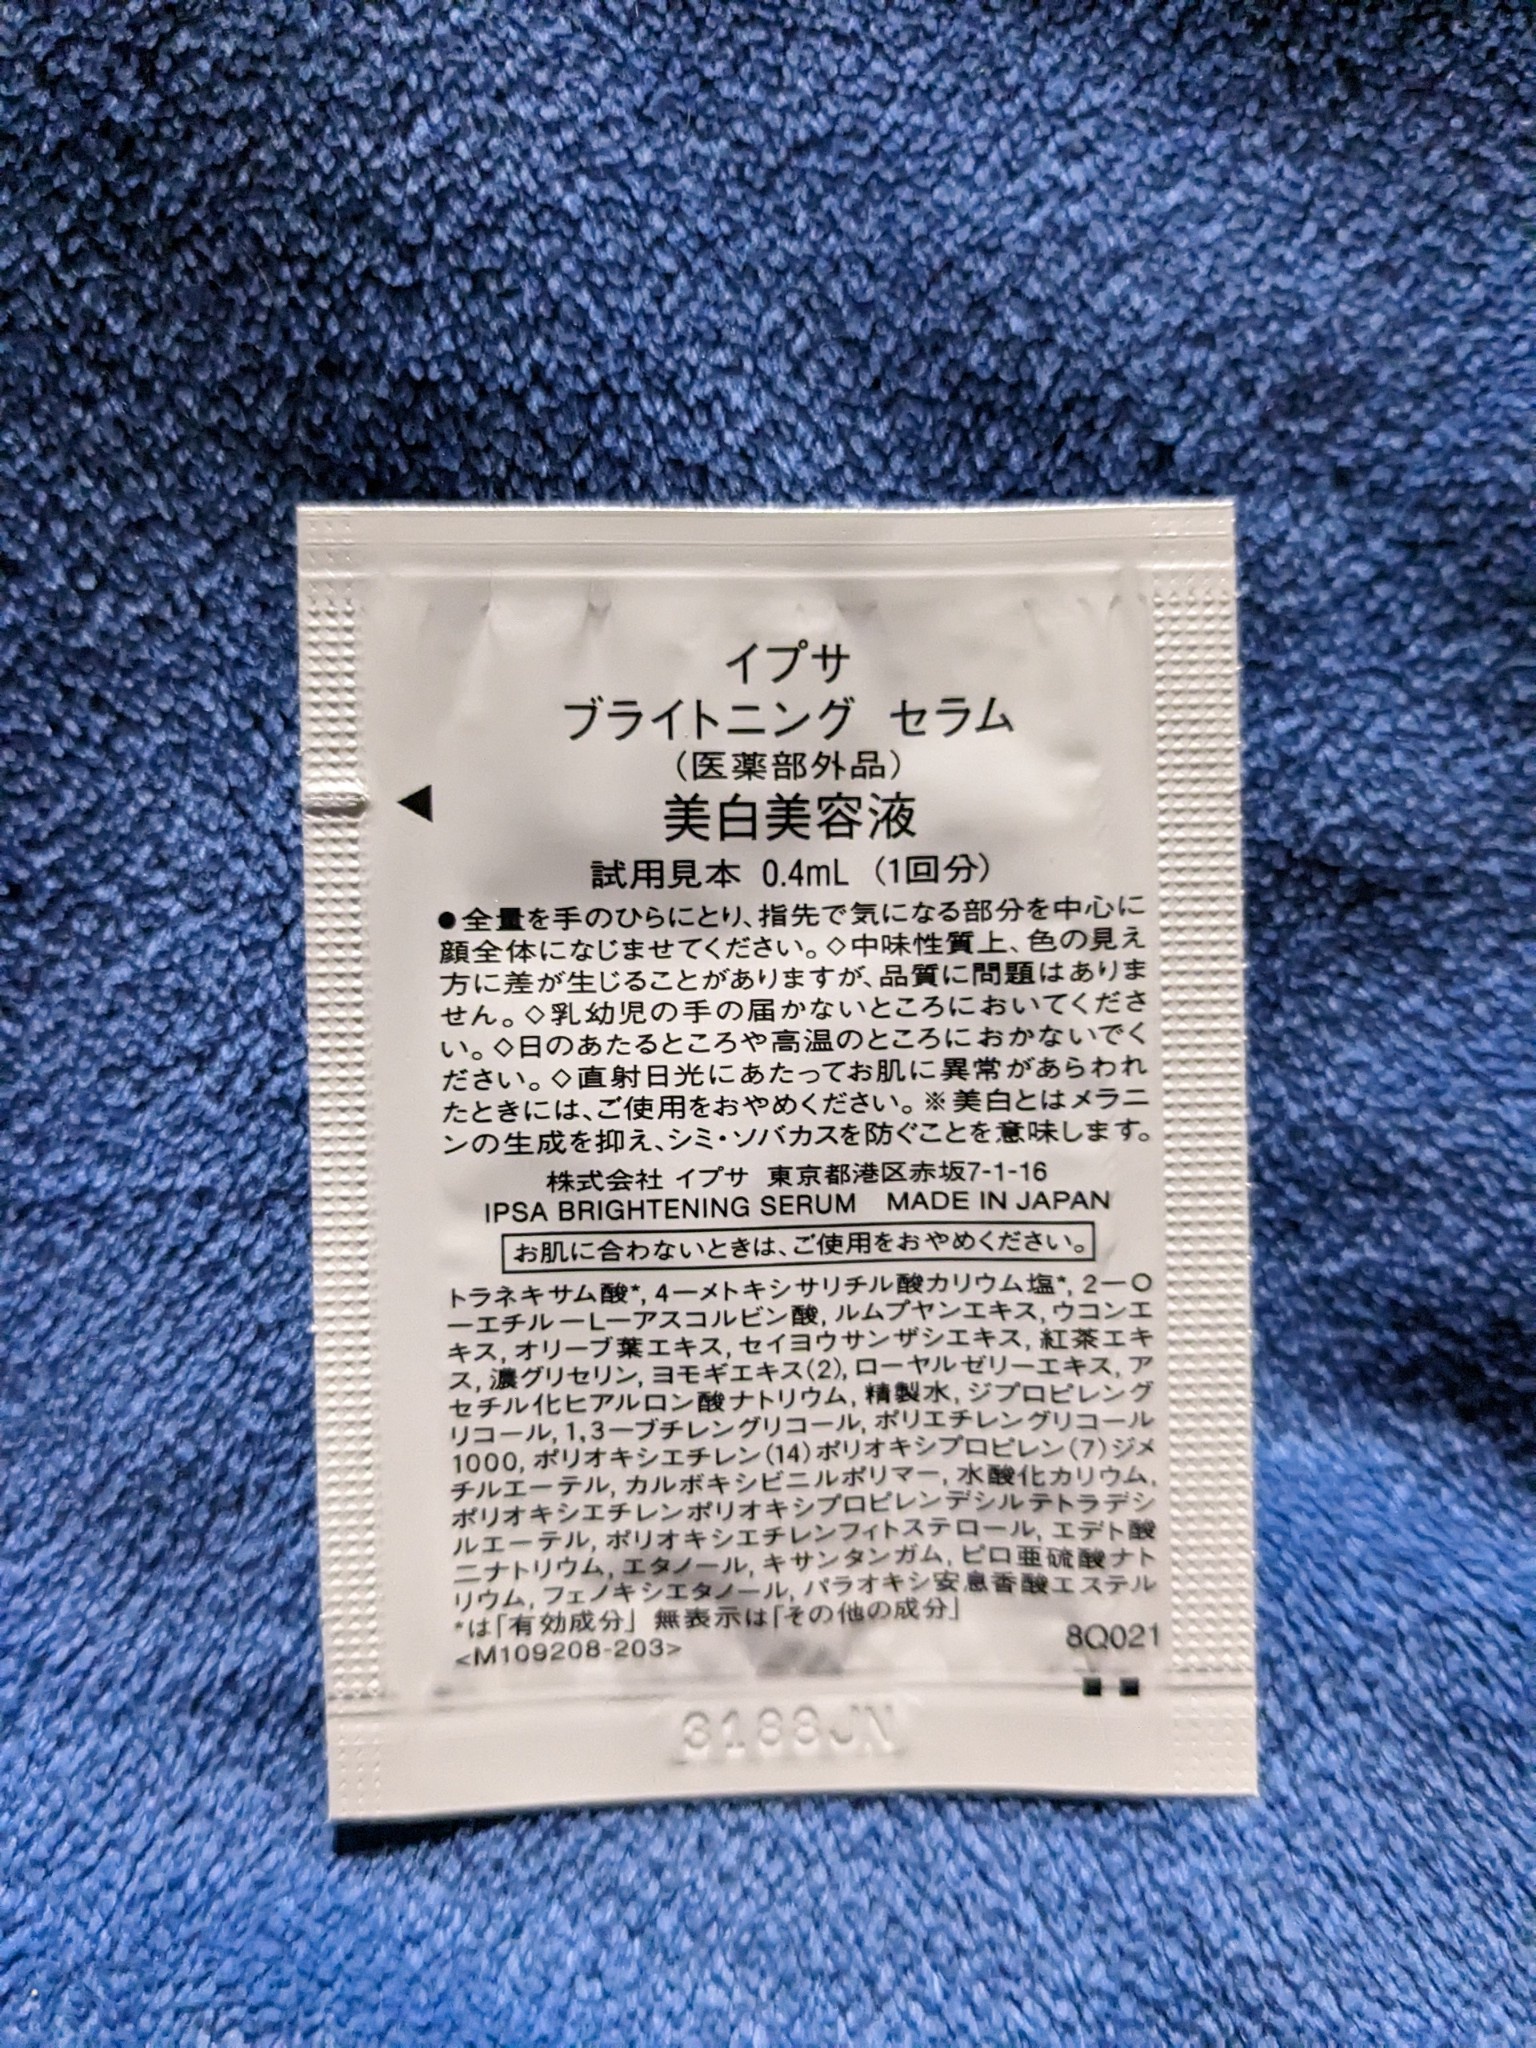 イプサ
ブライトニング セラム
（医薬部外品）
美白美容液
◀
試用見本 0.4mL （1回分）
●全量を手のひらにとり、指先で気になる部分を中心に
顔全体になじませてください。◇中味性質上、色の見え
方に差が生じることがありますが、品質に問題はありま
せん。◇乳幼児の手の届かないところにおいてくださ
い。◇日のあたるところや高温のところにおかないでく
ださい。◇直射日光にあたってお肌に異常があらわれ
たときには、ご使用をおやめください。※美白とはメラニ
ンの生成を抑え、シミ・ソバカスを防ぐことを意味します。
株式会社 イプサ 東京都港区赤坂7-1-16
IPSA BRIGHTENING SERUM MADE IN JAPAN
お肌に合わないときは、ご使用をおやめください。
トラネキサム酸*, 4－メトキシサリチル酸カリウム塩*, 2－O
－エチル－L－アスコルビン酸, ルムプヤンエキス, ウコンエ
キス, オリーブ葉エキス, セイヨウサンザシエキス, 紅茶エキ
ス, 濃グリセリン, ヨモギエキス(2), ローヤルゼリーエキス, ア
セチル化ヒアルロン酸ナトリウム, 精製水, ジプロピレング
リコール, 1,3－ブチレングリコール, ポリエチレングリコール
1000, ポリオキシエチレン(14)ポリオキシプロピレン(7)ジメ
チルエーテル, カルボキシビニルポリマー, 水酸化カリウム,
ポリオキシエチレンポリオキシプロピレンデシルテトラデシ
ルエーテル, ポリオキシエチレンフィトステロール, エデト酸
二ナトリウム, エタノール, キサンタンガム, ピロ亜硫酸ナト
リウム, フェノキシエタノール, パラオキシ安息香酸エステル
*は「有効成分」 無表示は「その他の成分」
<M109208-203>
8Q021
3188JN